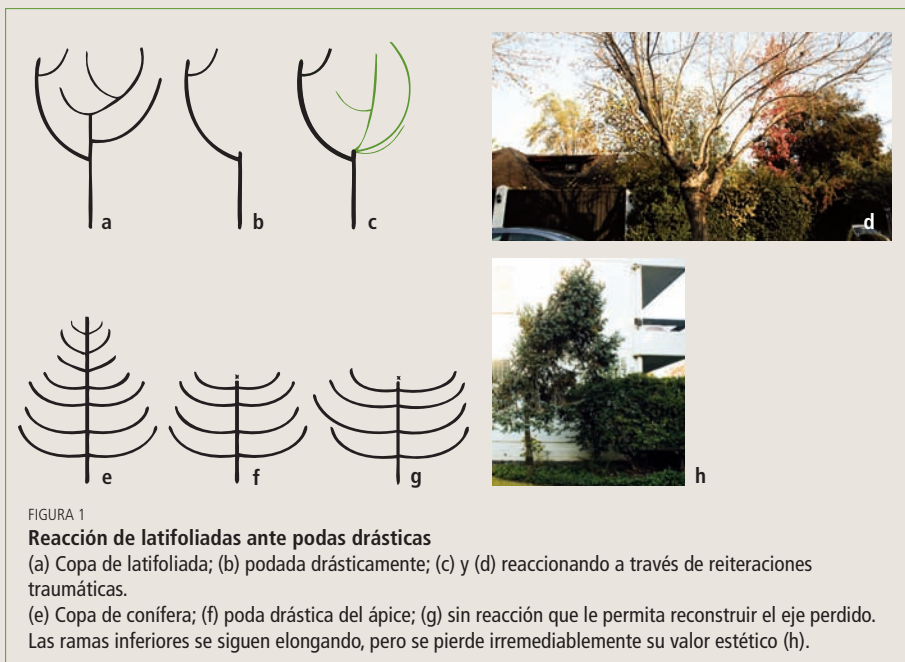 a
b
c
d
e
f
g
h
FIGURA 1
Reacción de latifoliadas ante podas drásticas
(a) Copa de latifoliada; (b) podada drásticamente; (c) y (d) reaccionando a través de reiteraciones
traumáticas.
(e) Copa de conífera; (f) poda drástica del ápice; (g) sin reacción que le permita reconstruir el eje perdido.
Las ramas inferiores se siguen elongando, pero se pierde irremediablemente su valor estético (h).